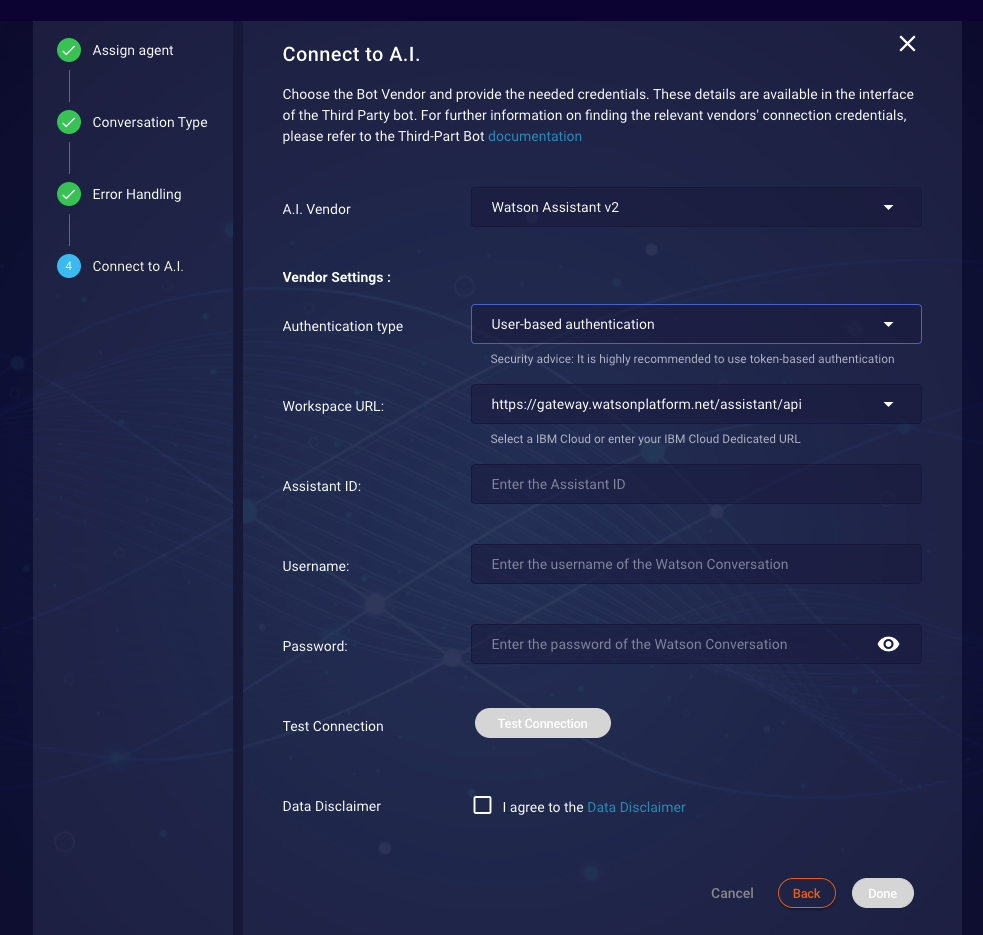 Assign agent
Conversation Type
Error Handling
4 Connect to A.I.
Connect to A.I.
Choose the Bot Vendor and provide the needed credentials. These details are available in the interface
of the Third Party bot. For further information on finding the relevant vendors' connection credentials,
please refer to the Third-Part Bot documentation
A.I. Vendor Watson Assistant v2
Vendor Settings :
Authentication type User-based authentication
Security advice: It is highly recommended to use token-based authentication
Workspace URL: https://gateway.watsonplatform.net/assistant/api
Select a IBM Cloud or enter your IBM Cloud Dedicated URL
Assistant ID: Enter the Assistant ID
Username: Enter the username of the Watson Conversation
Password: Enter the password of the Watson Conversation
Test Connection Test Connection
Data Disclaimer I agree to the Data Disclaimer
Cancel Back Done